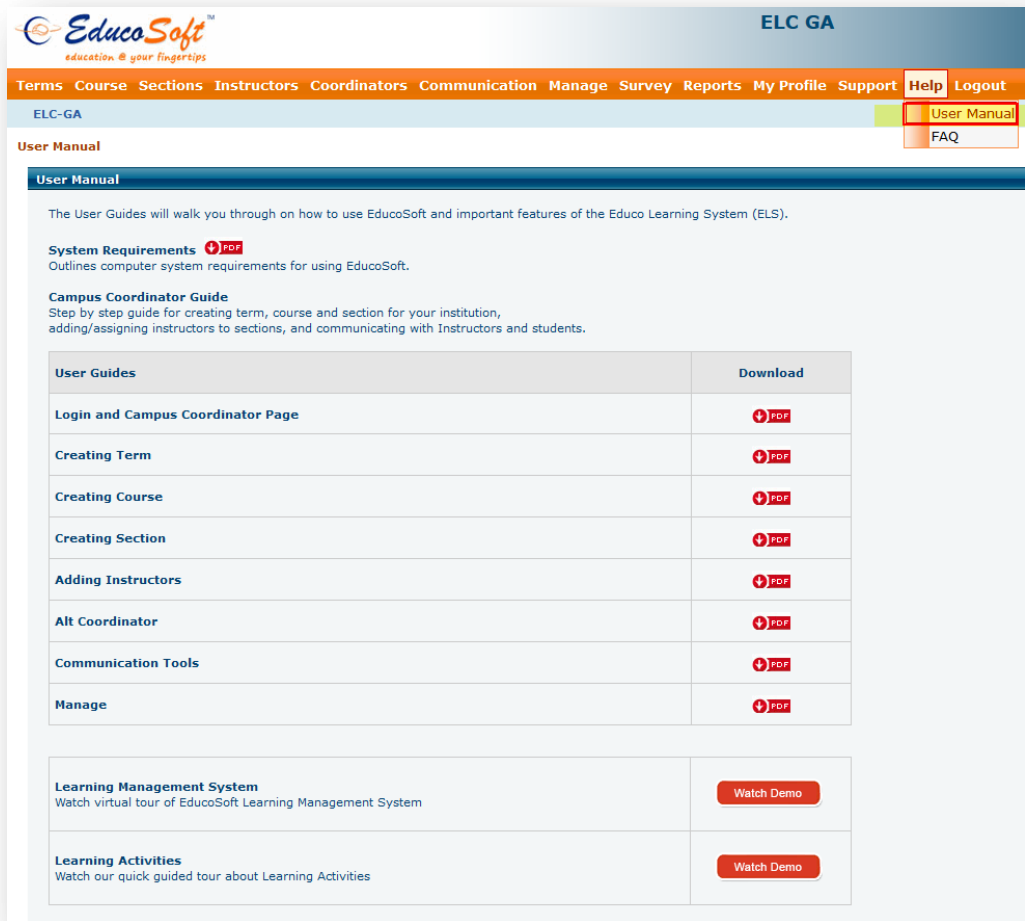 EducoSoft™
education @ your fingertips
ELC GA
Terms Course Sections Instructors Coordinators Communication Manage Survey Reports My Profile Support Help Logout
ELC-GA
User Manual
FAQ
User Manual
User Manual
The User Guides will walk you through on how to use EducoSoft and important features of the Educo Learning System (ELS).
System Requirements PDF
Outlines computer system requirements for using EducoSoft.
Campus Coordinator Guide
Step by step guide for creating term, course and section for your institution,
adding/assigning instructors to sections, and communicating with Instructors and students.
User Guides Download
Login and Campus Coordinator Page PDF
Creating Term PDF
Creating Course PDF
Creating Section PDF
Adding Instructors PDF
Alt Coordinator PDF
Communication Tools PDF
Manage PDF
Learning Management System
Watch virtual tour of EducoSoft Learning Management System
Watch Demo
Learning Activities
Watch our quick guided tour about Learning Activities
Watch Demo